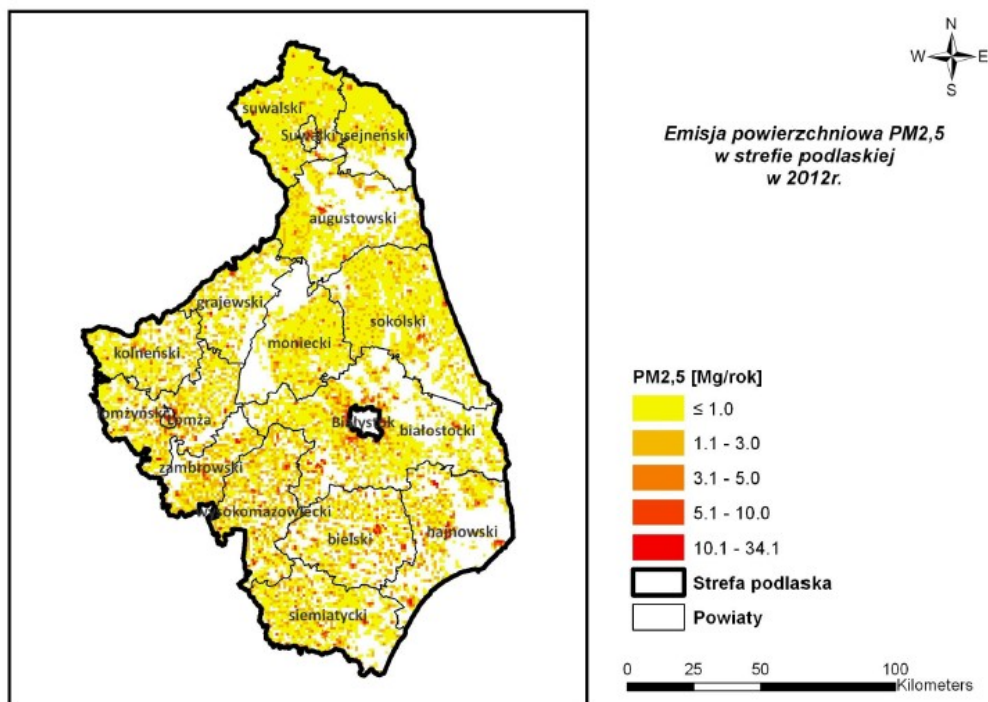 N
W E
S
Emisja powierzchniowa PM2,5
w strefie podlaskiej
w 2012r.
suwalski
Suwałki
sejneński
augustowski
grajewski
sokólski
moniecki
kolneński
łomżyński
Łomża
Białystok
białostocki
zambrowski
wysokomazowiecki
bielski
hajnowski
siemiatycki
PM2,5 [Mg/rok]
≤ 1.0
1.1 - 3.0
3.1 - 5.0
5.1 - 10.0
10.1 - 34.1
Strefa podlaska
Powiaty
0 25 50 100
Kilometers